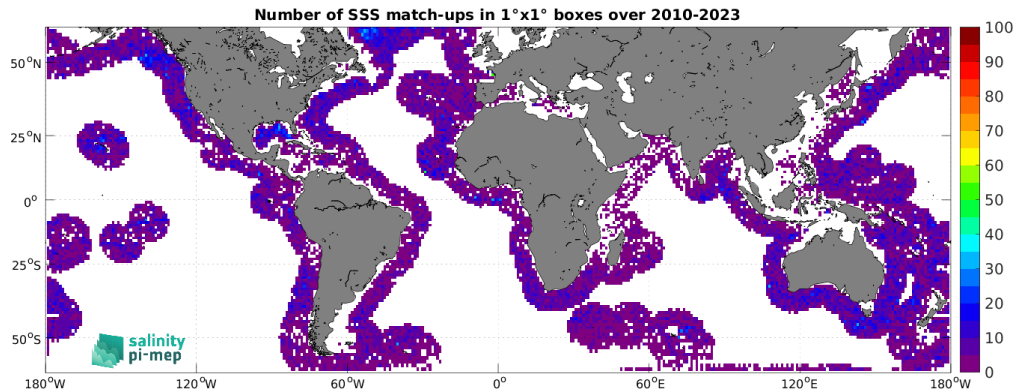 Number of SSS match-ups in 1°x1° boxes over 2010-2023
100
90
80
70
60
50
40
30
20
10
0
50°N
25°N
0°
25°S
50°S
salinity
pi-mep
180°W
120°W
60°W
0°
60°E
120°E
180°W